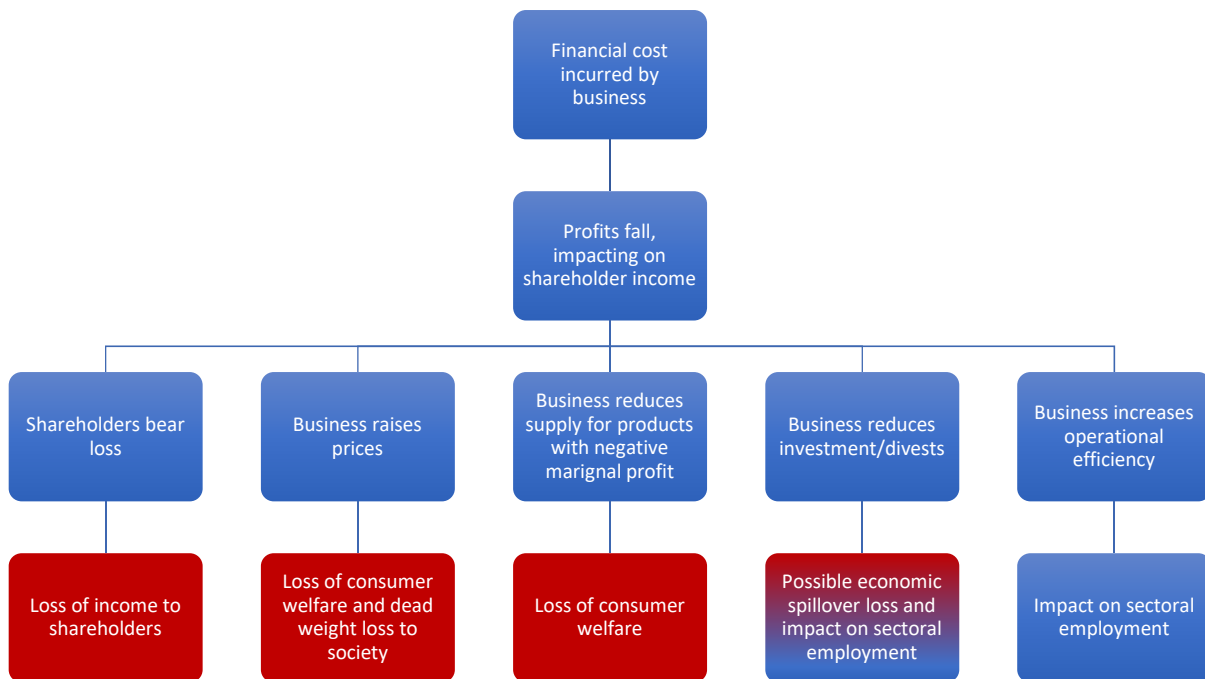 Financial cost
incurred by
business
Profits fall,
impacting on
shareholder income
Shareholders bear
loss
Business raises
prices
Business reduces
supply for products
with negative
marignal profit
Business reduces
investment/divests
Business increases
operational
efficiency
Loss of income to
shareholders
Loss of consumer
welfare and dead
weight loss to
society
Loss of consumer
welfare
Possible economic
spillover loss and
impact on sectoral
employment
Impact on sectoral
employment